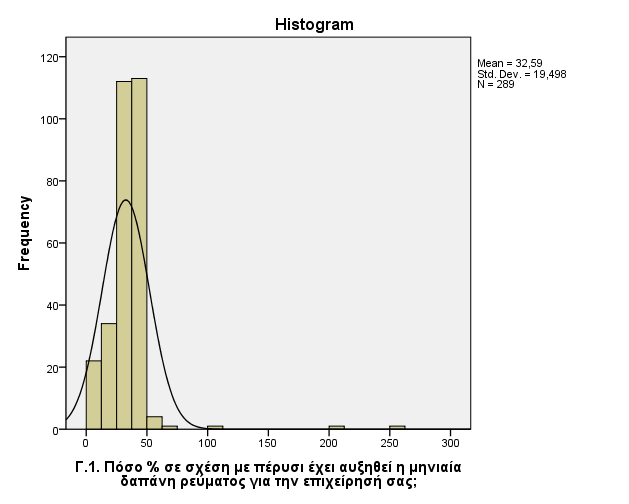 Histogram
Mean = 32,59
Std. Dev. = 19,498
N = 289
120
100
80
60
40
20
0
Frequency
0 50 100 150 200 250 300
Γ.1. Πόσο % σε σχέση με πέρυσι έχει αυξηθεί η μηνιαία
δαπάνη ρεύματος για την επιχείρησή σας;